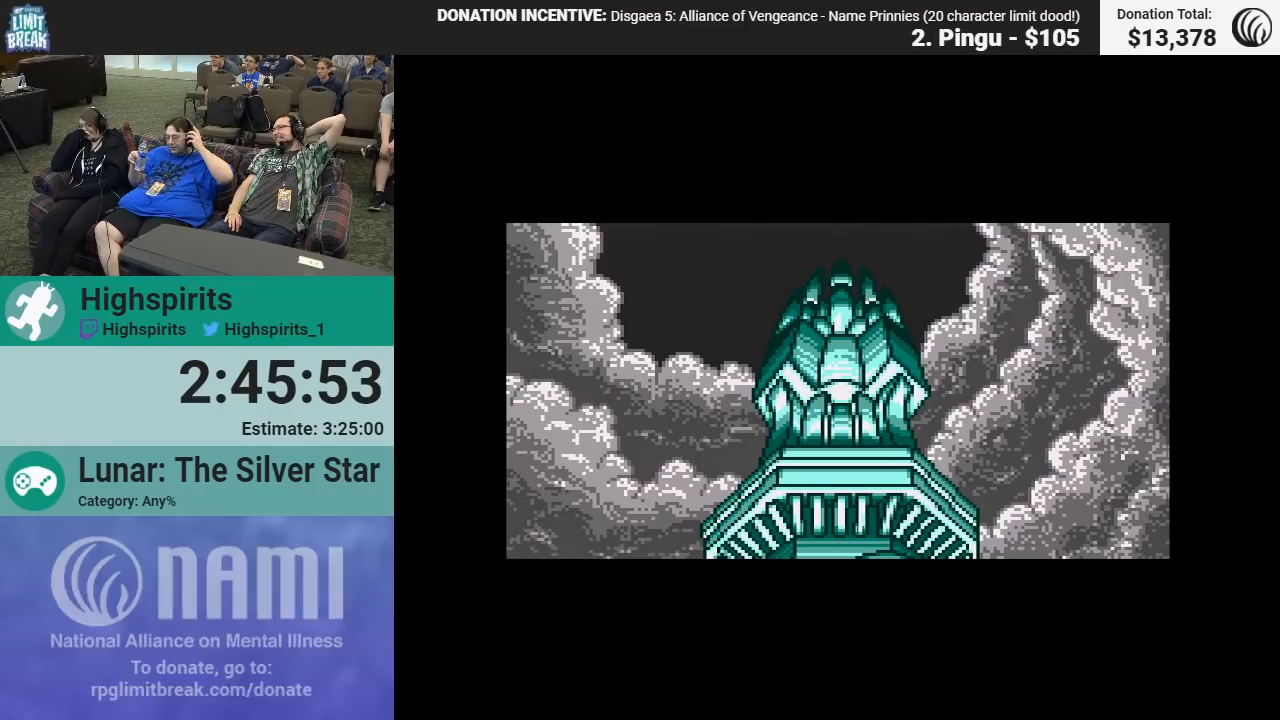 RPG
LIMIT
BREAK
DONATION INCENTIVE: Disgaea 5: Alliance of Vengeance - Name Prinnies (20 character limit dood!)
2. Pingu - $105
Donation Total:
$13,378
Highspirits
Highspirits
Highspirits_1
2:45:53
Estimate: 3:25:00
Lunar: The Silver Star
Category: Any%
NAMI
National Alliance on Mental Illness
To donate, go to:
rpglimitbreak.com/donate